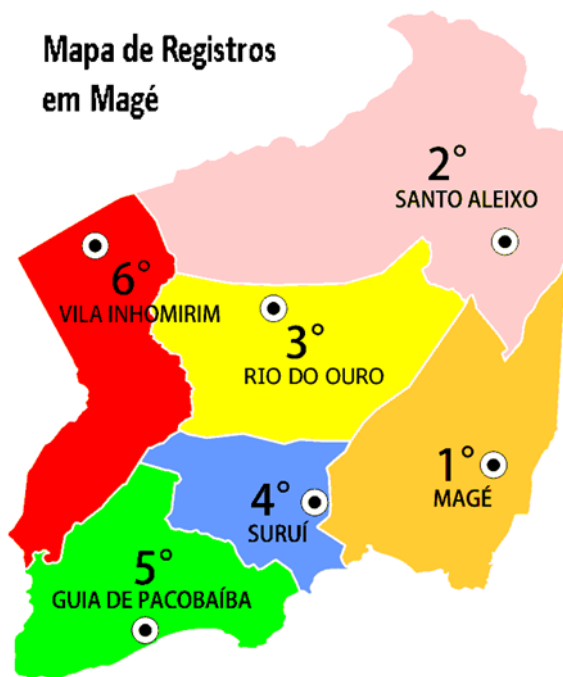 Mapa de Registros
em Magé
2°
SANTO ALEIXO
6°
VILA INHOMIRIM
3°
RIO DO OURO
1°
MAGÉ
4°
SURUÍ
5°
GUIA DE PACOBAÍBA